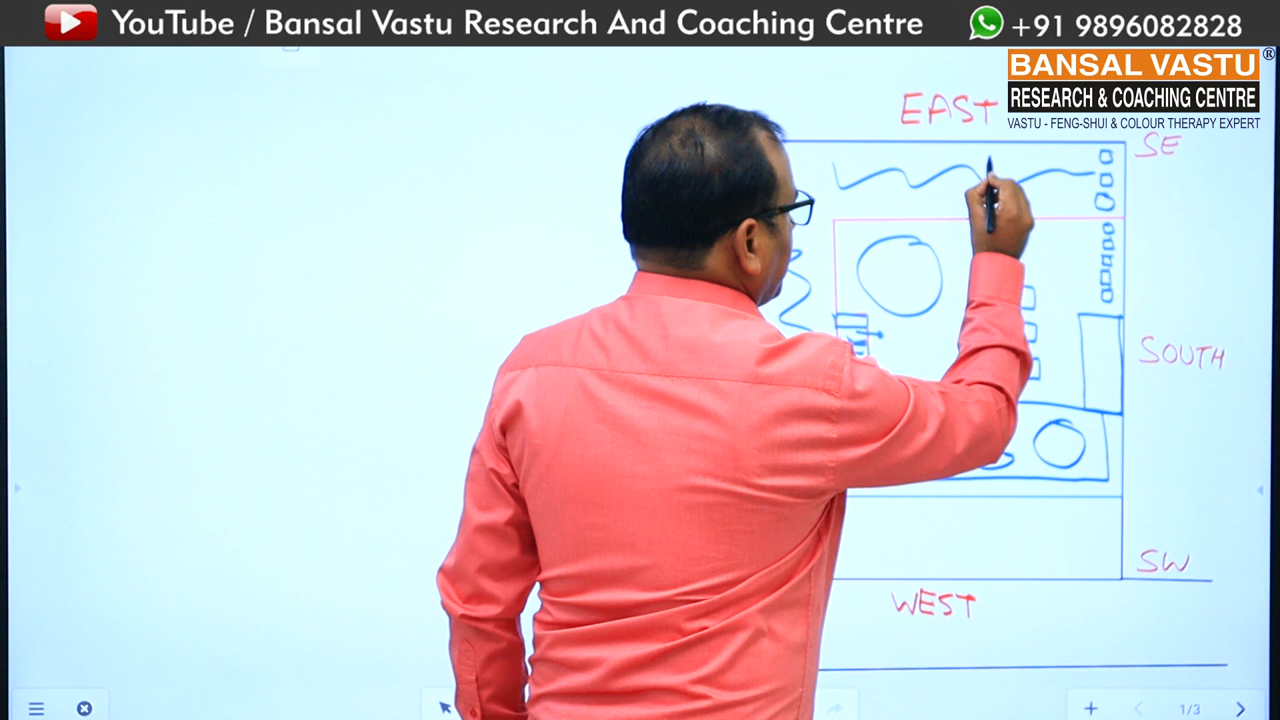 YouTube / Bansal Vastu Research And Coaching Centre +91 9896082828
BANSAL VASTU ®
RESEARCH & COACHING CENTRE
VASTU - FENG-SHUI & COLOUR THERAPY EXPERT
EAST
SE
SOUTH
SW
WEST
1/3